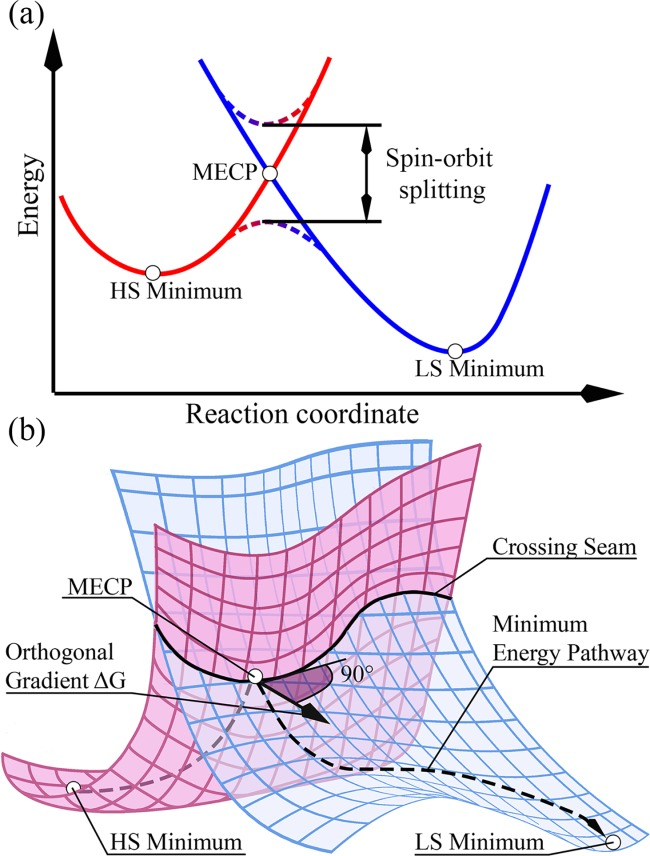 (a)
Energy
MECP
Spin-orbit
splitting
HS Minimum
LS Minimum
Reaction coordinate
(b)
Crossing Seam
MECP
Minimum
Energy Pathway
Orthogonal
Gradient ΔG
90°
HS Minimum
LS Minimum